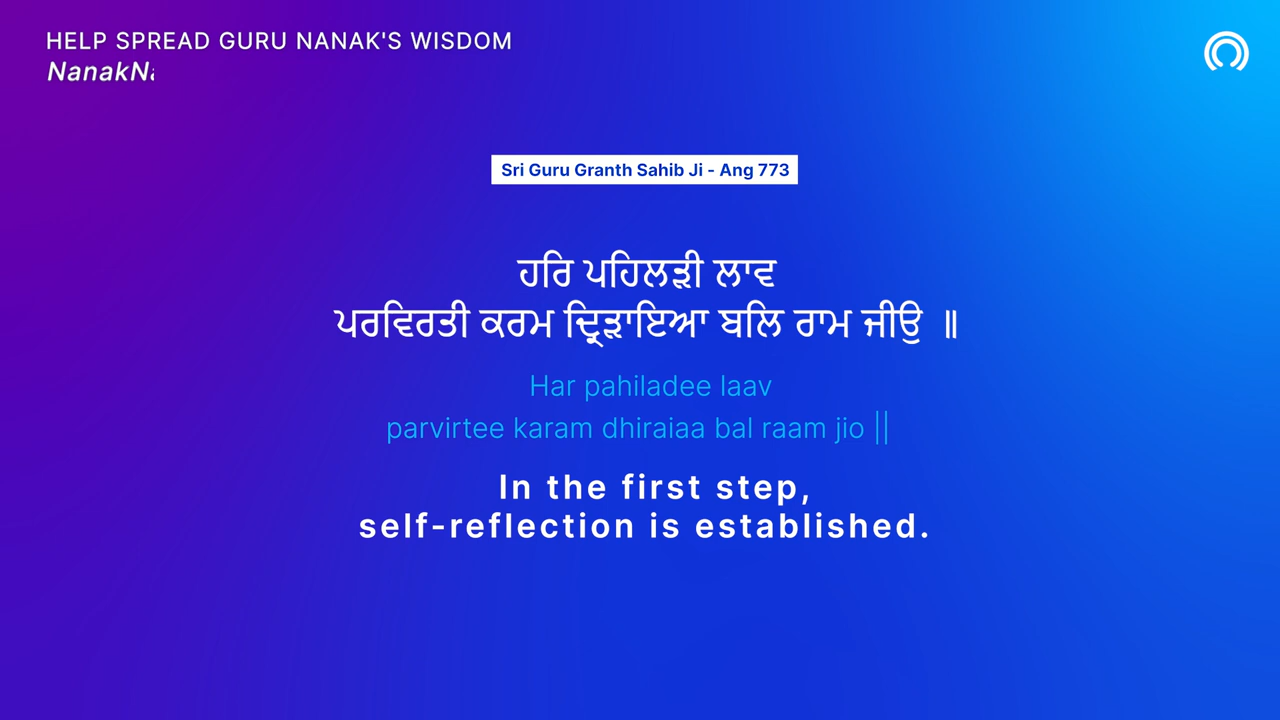 HELP SPREAD GURU NANAK'S WISDOM
Sri Guru Granth Sahib Ji - Ang 773
ਹਰਿ ਪਹਿਲੜੀ ਲਾਵ
ਪਰਵਿਰਤੀ ਕਰਮ ਦ੍ਰਿੜਾਇਆ ਬਲਿ ਰਾਮ ਜੀਉ ॥
Har pahiladee laav
parvirtee karam dhiraiaa bal raam jio ||
In the first step,
self-reflection is established.